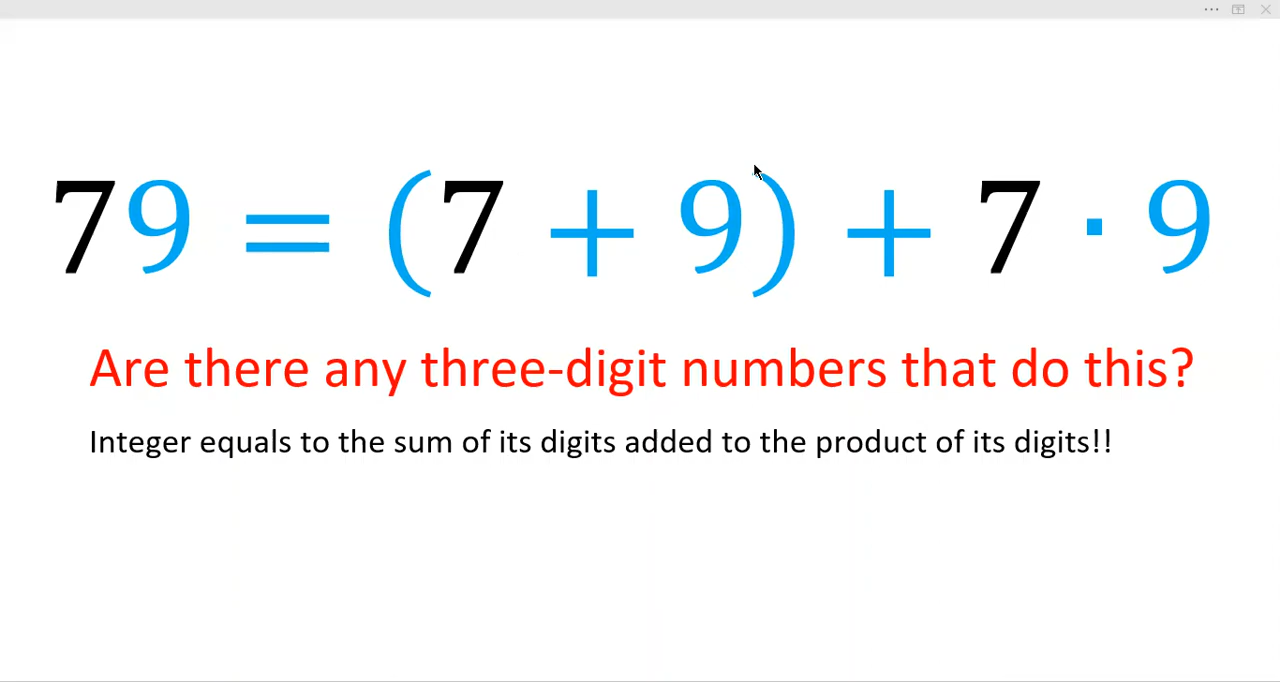 79 = (7 + 9) + 7 · 9
Are there any three-digit numbers that do this?
Integer equals to the sum of its digits added to the product of its digits!!